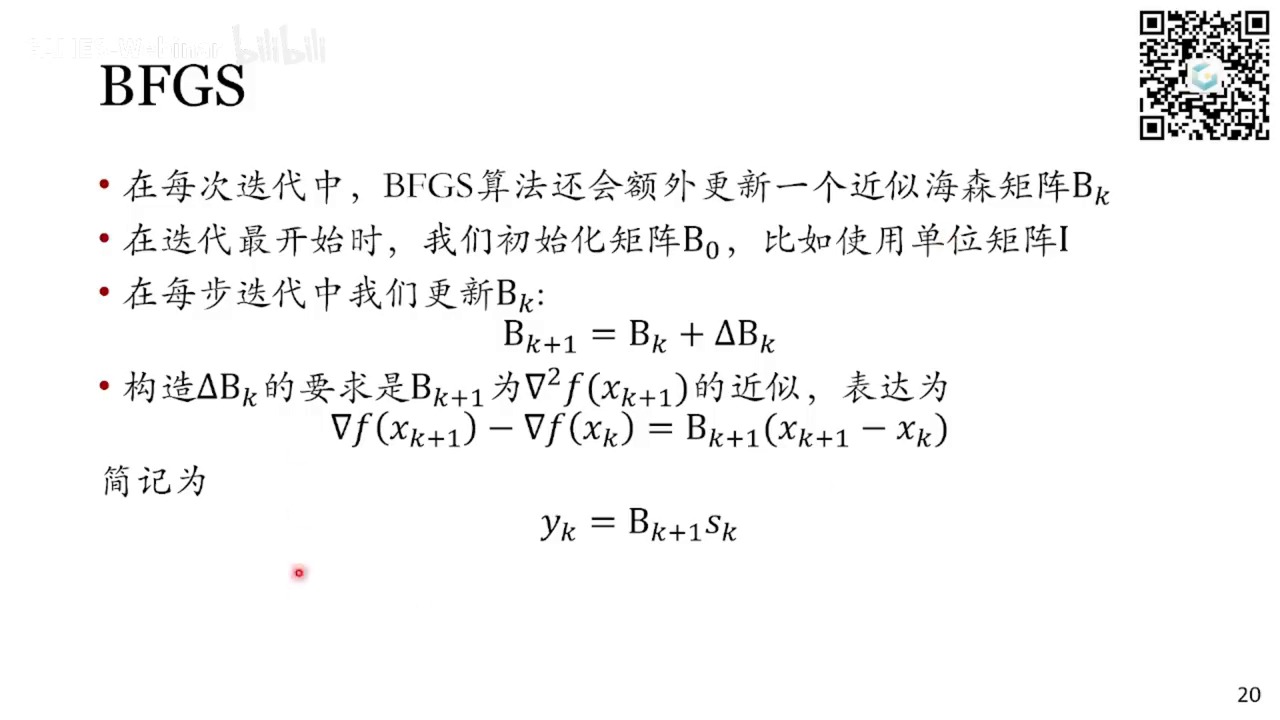 bilibili
BFGS
• 在每次迭代中，BFGS算法还会额外更新一个近似海森矩阵B_k
• 在迭代最开始时，我们初始化矩阵B_0，比如使用单位矩阵I
• 在每步迭代中我们更新B_k:
B_{k+1} = B_k + ΔB_k
• 构造ΔB_k的要求是B_{k+1}为∇²f(x_{k+1})的近似，表达为
∇f(x_{k+1}) − ∇f(x_k) = B_{k+1}(x_{k+1} − x_k)
简记为
y_k = B_{k+1}s_k
20